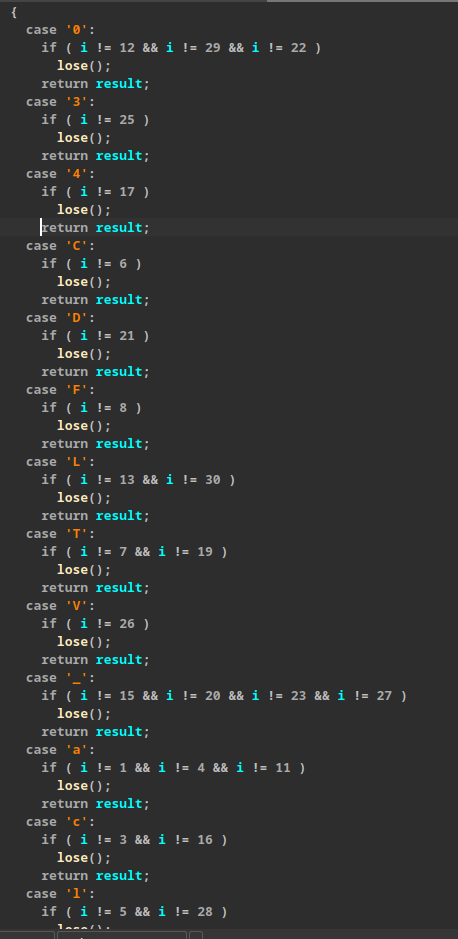 {
case '0':
if ( i != 12 && i != 29 && i != 22 )
lose();
return result;
case '3':
if ( i != 25 )
lose();
return result;
case '4':
if ( i != 17 )
lose();
return result;
case 'C':
if ( i != 6 )
lose();
return result;
case 'D':
if ( i != 21 )
lose();
return result;
case 'F':
if ( i != 8 )
lose();
return result;
case 'L':
if ( i != 13 && i != 30 )
lose();
return result;
case 'T':
if ( i != 7 && i != 19 )
lose();
return result;
case 'V':
if ( i != 26 )
lose();
return result;
case '_':
if ( i != 15 && i != 20 && i != 23 && i != 27 )
lose();
return result;
case 'a':
if ( i != 1 && i != 4 && i != 11 )
lose();
return result;
case 'c':
if ( i != 3 && i != 16 )
lose();
return result;
case 'l':
if ( i != 5 && i != 28 )
lose();